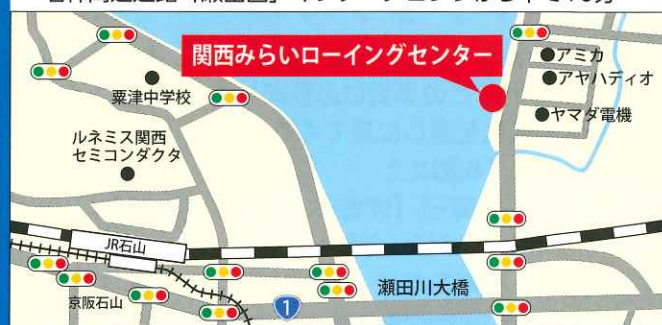 関西みらいローイングセンター
アミカ
アヤハディオ
ヤマダ電機
粟津中学校
ルネミス関西
セミコンダクタ
JR石山
京阪石山
瀬田川大橋
1